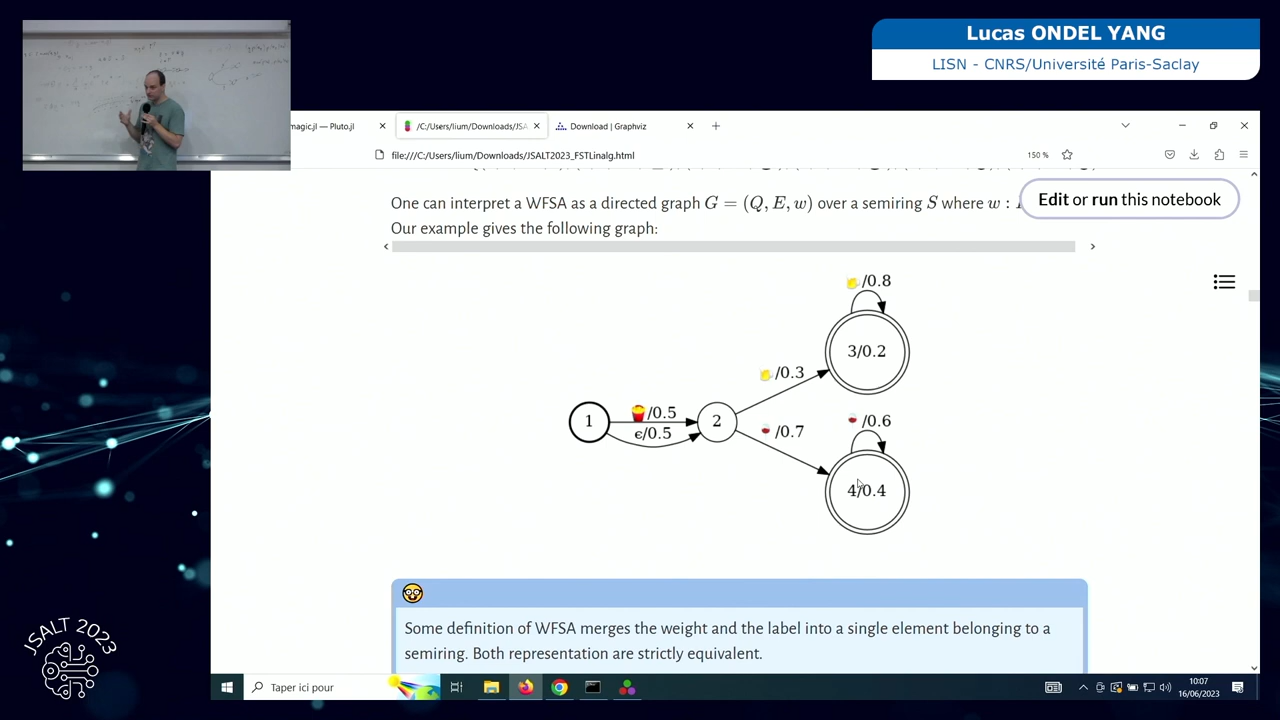 Lucas ONDEL YANG
LISN - CNRS/Université Paris-Saclay
magic.jl — Pluto.jl
/C:/Users/lium/Downloads/JSA
Download | Graphviz
file:///C:/Users/lium/Downloads/JSALT2023_FSTLinalg.html
150 %
One can interpret a WFSA as a directed graph G = (Q, E, w) over a semiring S where w :
Edit or run this notebook
Our example gives the following graph:
🍺/0.8
3/0.2
🍺/0.3
1
🍟/0.5
ϵ/0.5
2
🍷/0.7
🍷/0.6
4/0.4
Some definition of WFSA merges the weight and the label into a single element belonging to a
semiring. Both representation are strictly equivalent.
JSALT 2023
Taper ici pour
10:07
16/06/2023